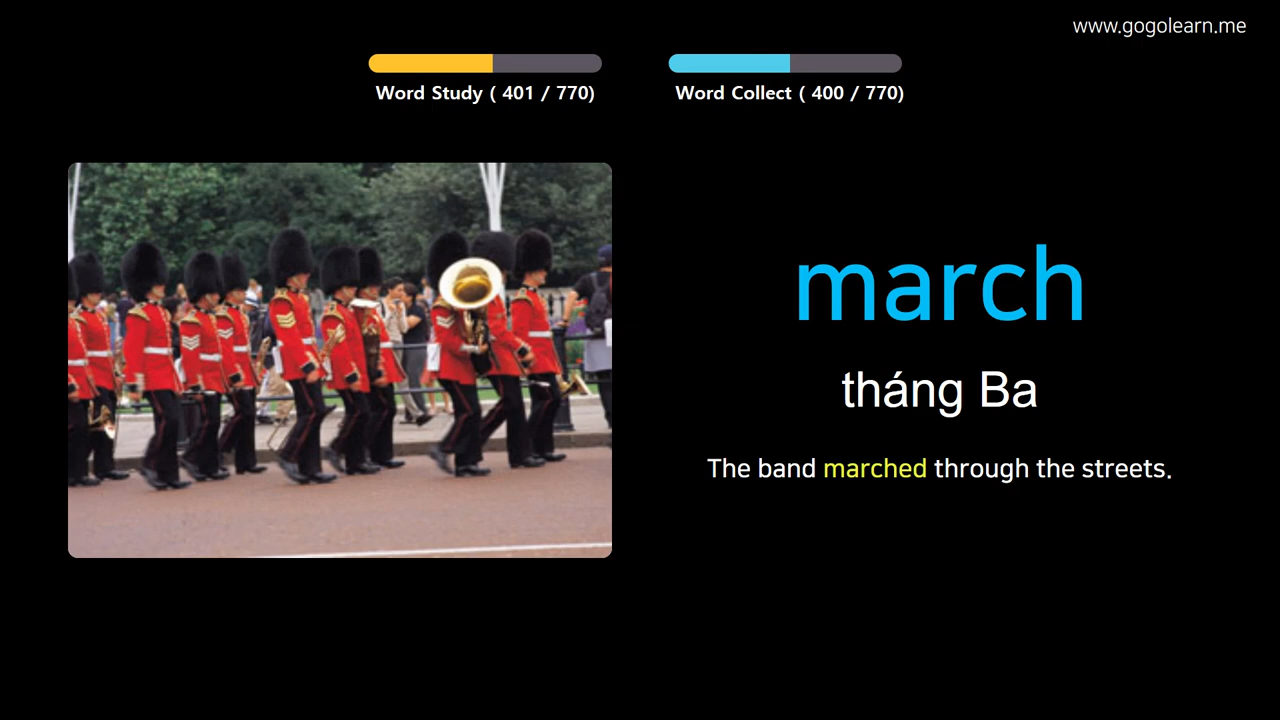 www.gogolearn.me
Word Study ( 401 / 770)
Word Collect ( 400 / 770)
march
tháng Ba
The band marched through the streets.